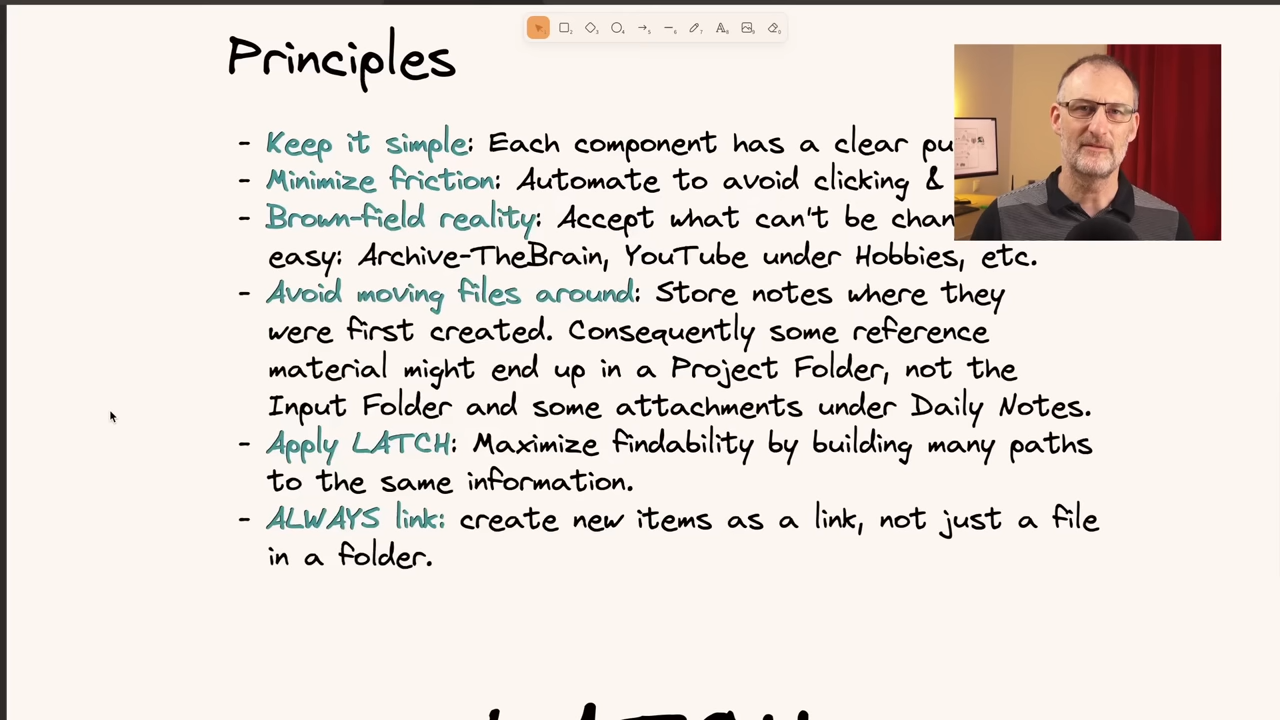 Principles
- Keep it simple: Each component has a clear
- Minimize friction: Automate to avoid clicking &
- Brown-field reality: Accept what can't be
easy: Archive-TheBrain, YouTube under Hobbies, etc.
- Avoid moving files around: Store notes where they
were first created. Consequently some reference
material might end up in a Project Folder, not the
Input Folder and some attachments under Daily Notes.
- Apply LATCH: Maximize findability by building many paths
to the same information.
- ALWAYS link: create new items as a link, not just a file
in a folder.
LATCH